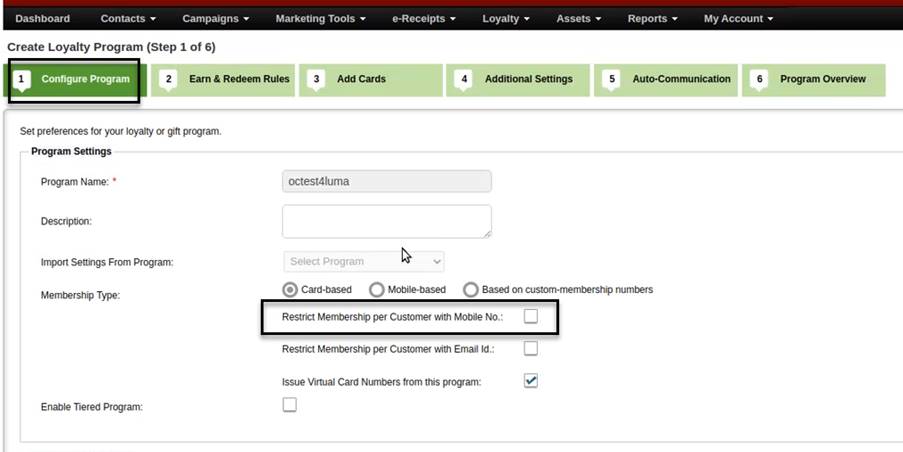 Dashboard Contacts Campaigns Marketing Tools e-Receipts Loyalty Assets Reports My Account
Create Loyalty Program (Step 1 of 6)
1 Configure Program 2 Earn & Redeem Rules 3 Add Cards 4 Additional Settings 5 Auto-Communication 6 Program Overview
Set preferences for your loyalty or gift program.
Program Settings
Program Name: * octest4luma
Description:
Import Settings From Program: Select Program
Membership Type: Card-based Mobile-based Based on custom-membership numbers
Restrict Membership per Customer with Mobile No.:
Restrict Membership per Customer with Email Id.:
Issue Virtual Card Numbers from this program:
Enable Tiered Program: